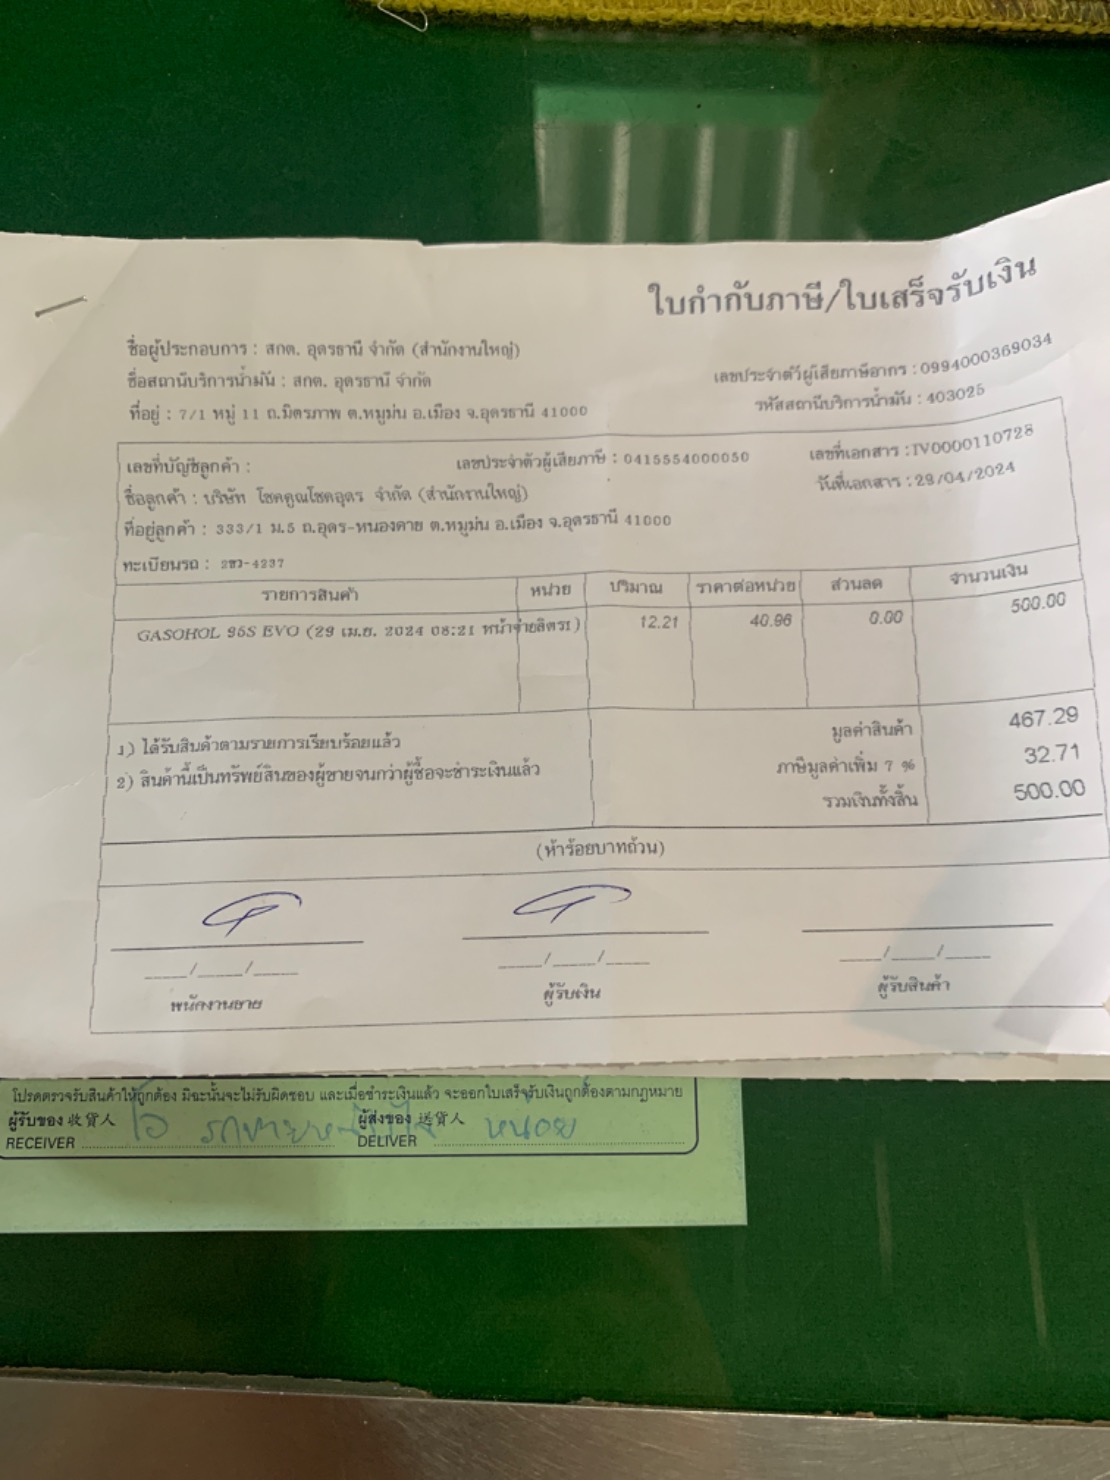 ใบกำกับภาษี/ใบเสร็จรับเงิน
ชื่อผู้ประกอบการ : สกต. อุดรธานี จำกัด (สำนักงานใหญ่)
เลขประจำตัวผู้เสียภาษีอากร : 0994000369034
ชื่อสถานีบริการน้ำมัน : สกต. อุดรธานี จำกัด
รหัสสถานีบริการน้ำมัน : 403025
ที่อยู่ : 7/1 หมู่ 11 ถ.มิตรภาพ ต.หมูม่น อ.เมือง จ.อุดรธานี 41000
เลขที่บัญชีลูกค้า :
เลขประจำตัวผู้เสียภาษี : 0415554000050
เลขที่เอกสาร : IV0000110728
ชื่อลูกค้า : บริษัท โชคคูณโชคอุดร จำกัด (สำนักงานใหญ่)
วันที่เอกสาร : 29/04/2024
ที่อยู่ลูกค้า : 333/1 ม.5 ถ.อุดร-หนองคาย ต.หมูม่น อ.เมือง จ.อุดรธานี 41000
ทะเบียนรถ : -4237
รายการสินค้า หน่วย ปริมาณ ราคาต่อหน่วย ส่วนลด จำนวนเงิน
GASOHOL 95S EVO (29 เม.ย. 2024 08:21 หน้าจ่าย 1) ลิตร 12.21 40.96 0.00 500.00
1) ได้รับสินค้าตามรายการเรียบร้อยแล้ว
2) สินค้านี้เป็นทรัพย์สินของผู้ขายจนกว่าผู้ซื้อจะชำระเงินแล้ว
มูลค่าสินค้า 467.29
ภาษีมูลค่าเพิ่ม 7 % 32.71
รวมเงินทั้งสิ้น 500.00
(ห้าร้อยบาทถ้วน)
____/____/____ ____/____/____ ____/____/____
พนักงานขาย ผู้รับเงิน ผู้รับสินค้า
โปรดตรวจรับสินค้าให้ถูกต้อง มิฉะนั้นจะไม่รับผิดชอบ และเมื่อชำระเงินแล้ว จะออกใบเสร็จรับเงินถูกต้องตามกฎหมาย
ผู้รับของ 收貨人 ผู้ส่งของ 送貨人
RECEIVER DELIVER หน่อย